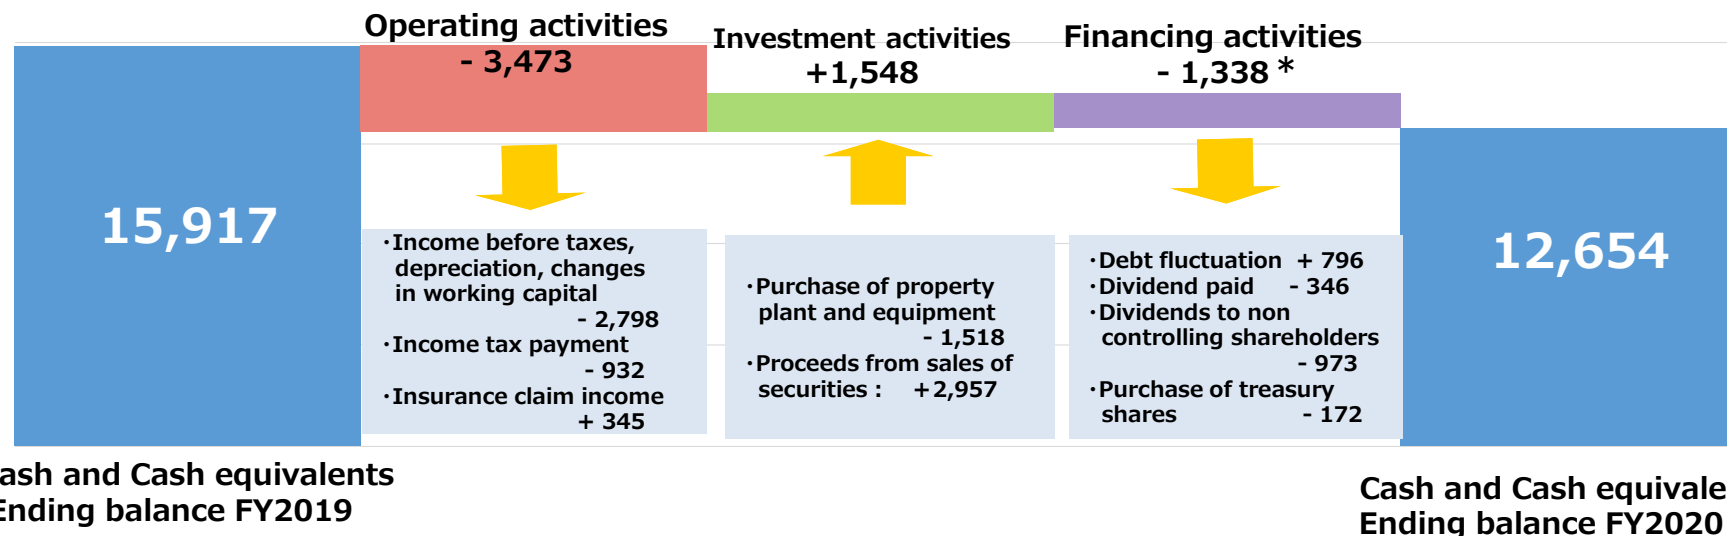 Operating activities
- 3,473
Investment activities
+1,548
Financing activities
- 1,338 *
15,917
・Income before taxes,
depreciation, changes
in working capital
- 2,798
・Income tax payment
- 932
・Insurance claim income
+ 345
・Purchase of property
plant and equipment
- 1,518
・Proceeds from sales of
securities : +2,957
・Debt fluctuation + 796
・Dividend paid - 346
・Dividends to non
controlling shareholders
- 973
・Purchase of treasury
shares - 172
12,654
ash and Cash equivalents
Ending balance FY2019
Cash and Cash equivale
Ending balance FY2020